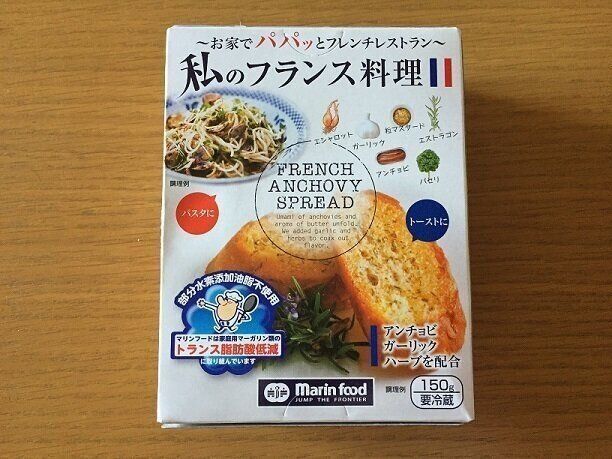 ～お家でパパッとフレンチレストラン～
私のフランス料理
エシャロット
ガーリック
粒マスタード
エストラゴン
アンチョビ
パセリ
調理例
FRENCH
ANCHOVY
SPREAD
Umami of anchovies and
aroma of butter unfold.
We added garlic and
herbs to coax out
flavor.
パスタに
トーストに
部分水素添加油脂不使用
マリンフードは家庭用マーガリン類の
トランス脂肪酸低減
に取り組んでいます
アンチョビ
ガーリック
ハーブを配合
marin food
JUMP THE FRONTIER
調理例
150g
要冷蔵